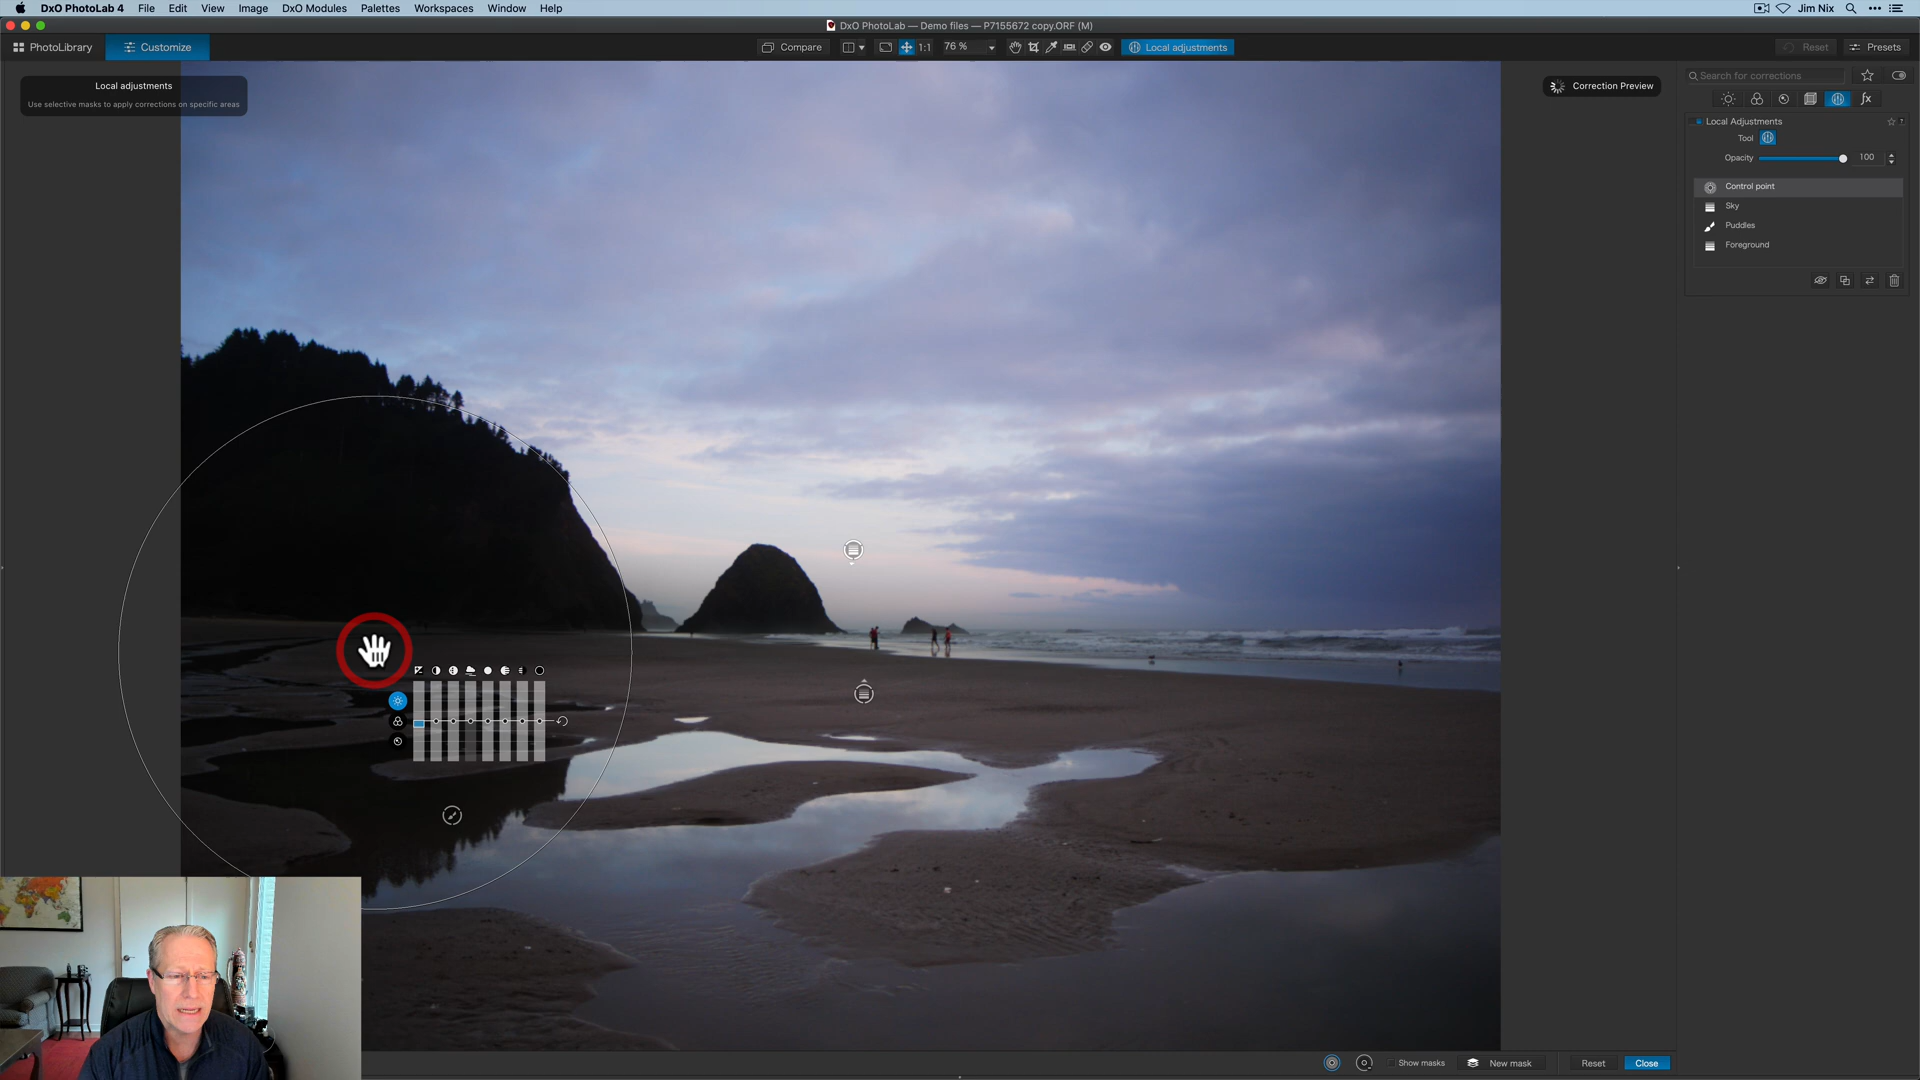 DxO PhotoLab 4 File Edit View Image DxO Modules Palettes Workspaces Window Help Jim Nix
DxO PhotoLab — Demo files — P7155672 copy.ORF (M)
PhotoLibrary Customize Compare 1:1 76 % Local adjustments Reset Presets
Local adjustments
Use selective masks to apply corrections on specific areas
Correction Preview
Search for corrections
fx
Local Adjustments
Tool
Opacity 100
Control point
Sky
Puddles
Foreground
Show masks New mask Reset Close